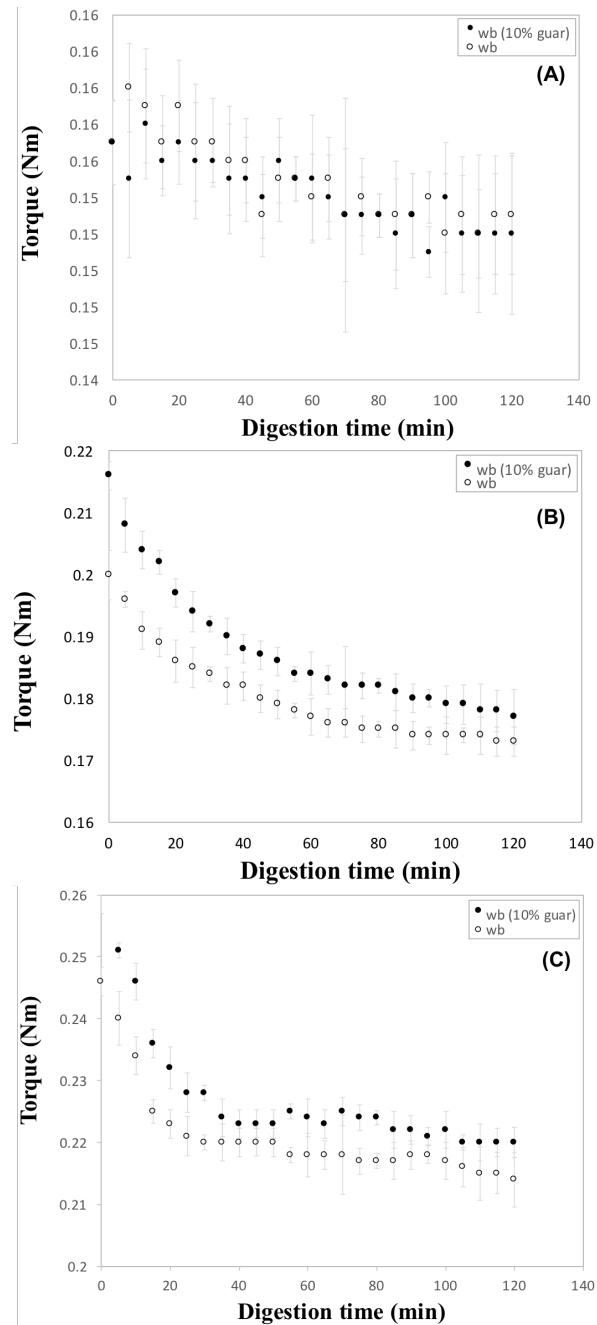 0.16
wb (10% guar)
wb
0.16
(A)
0.16
0.16
0.16
0.15
0.15
0.15
0.15
0.15
0.14
Torque (Nm)
0 20 40 60 80 100 120 140
Digestion time (min)
0.22
wb (10% guar)
wb
0.21
(B)
0.2
0.19
0.18
0.17
0.16
Torque (Nm)
0 20 40 60 80 100 120 140
Digestion time (min)
0.26
wb (10% guar)
wb
0.25
(C)
0.24
0.23
0.22
0.21
0.2
Torque (Nm)
0 20 40 60 80 100 120 140
Digestion time (min)